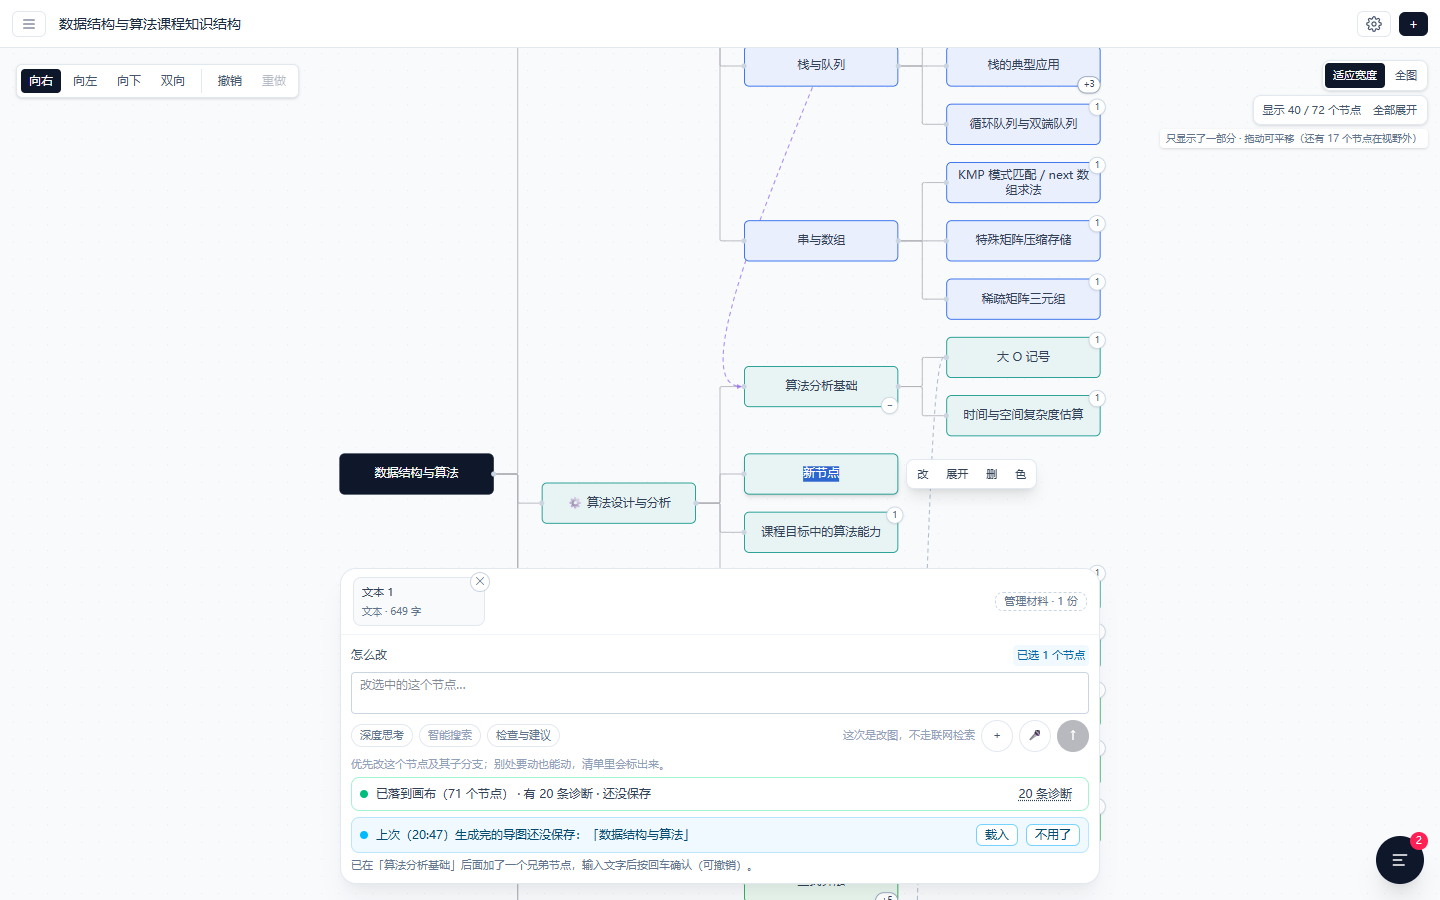 数据结构与算法课程知识结构
+
向右 向左 向下 双向 撤销 重做
适应宽度 全图
显示 40 / 72 个节点 全部展开
只显示了一部分 · 拖动可平移（还有 17 个节点在视野外）
栈与队列
栈的典型应用
+3
循环队列与双端队列
1
KMP 模式匹配 / next 数
组求法
1
串与数组
特殊矩阵压缩存储
1
稀疏矩阵三元组
1
大 O 记号
1
算法分析基础
−
时间与空间复杂度估算
1
数据结构与算法
新节点
改 展开 删 色
算法设计与分析
课程目标中的算法能力
1
1
文本 1
文本 · 649 字
管理材料 · 1 份
怎么改
已选 1 个节点
改选中的这个节点...
深度思考 智能搜索 检查与建议
这次是改图，不走联网检索
+
↑
优先改这个节点及其子分支；别处要动也能动，清单里会标出来。
已落到画布（71 个节点） · 有 20 条诊断 · 还没保存
20 条诊断
上次（20:47）生成完的导图还没保存：「数据结构与算法」
载入 不用了
已在「算法分析基础」后面加了一个兄弟节点，输入文字后按回车确认（可撤销）。
2
+5